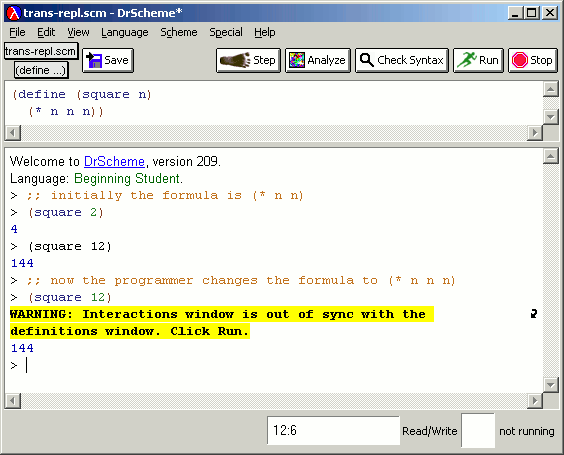 trans-repl.scm - DrScheme*
File Edit View Language Scheme Special Help
trans-repl.scm
(define ...)
Save Step Analyze Check Syntax Run Stop
(define (square n)
(* n n n))
Welcome to DrScheme, version 209.
Language: Beginning Student.
> ;; initially the formula is (* n n)
> (square 2)
4
> (square 12)
144
> ;; now the programmer changes the formula to (* n n n)
> (square 12)
WARNING: Interactions window is out of sync with the
definitions window. Click Run.
144
>
12:6 Read/Write not running